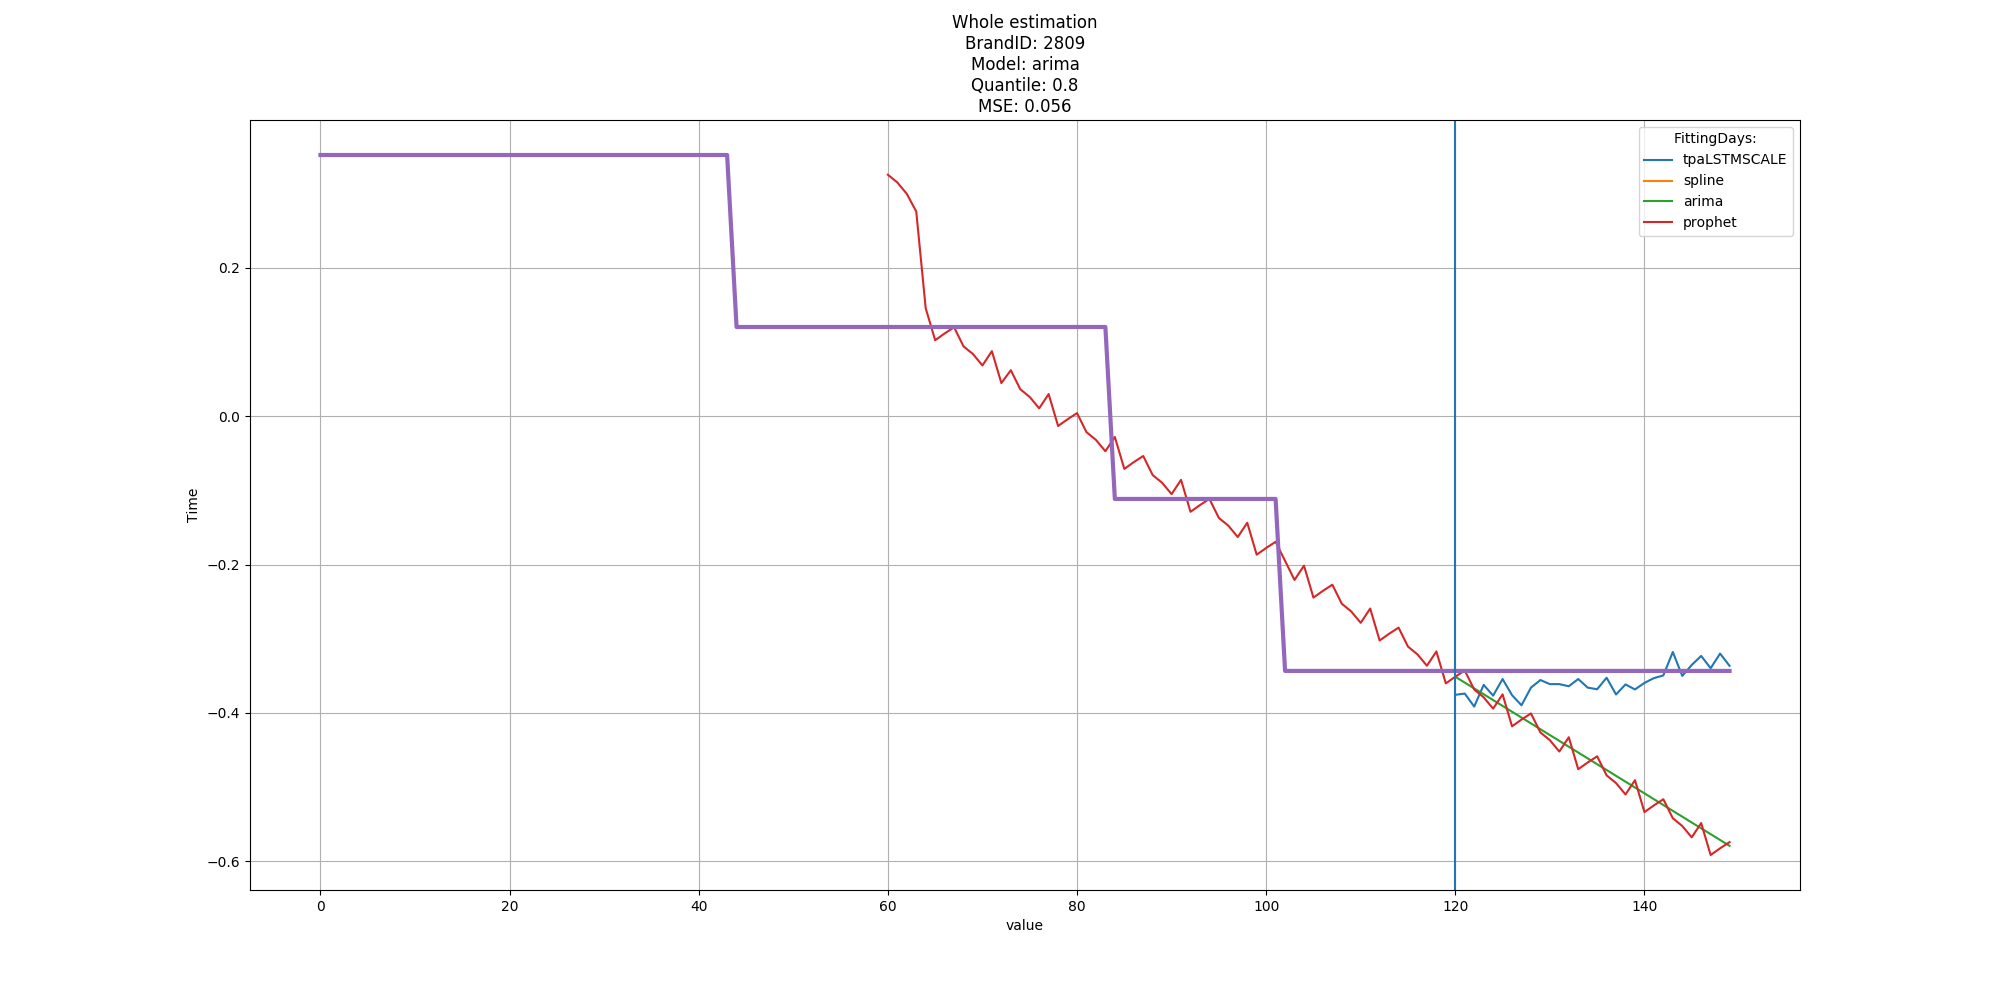 Whole estimation
BrandID: 2809
Model: arima
Quantile: 0.8
MSE: 0.056
FittingDays:
tpaLSTMSCALE
spline
arima
prophet
0.2
0.0
−0.2
−0.4
−0.6
Time
0 20 40 60 80 100 120 140
value